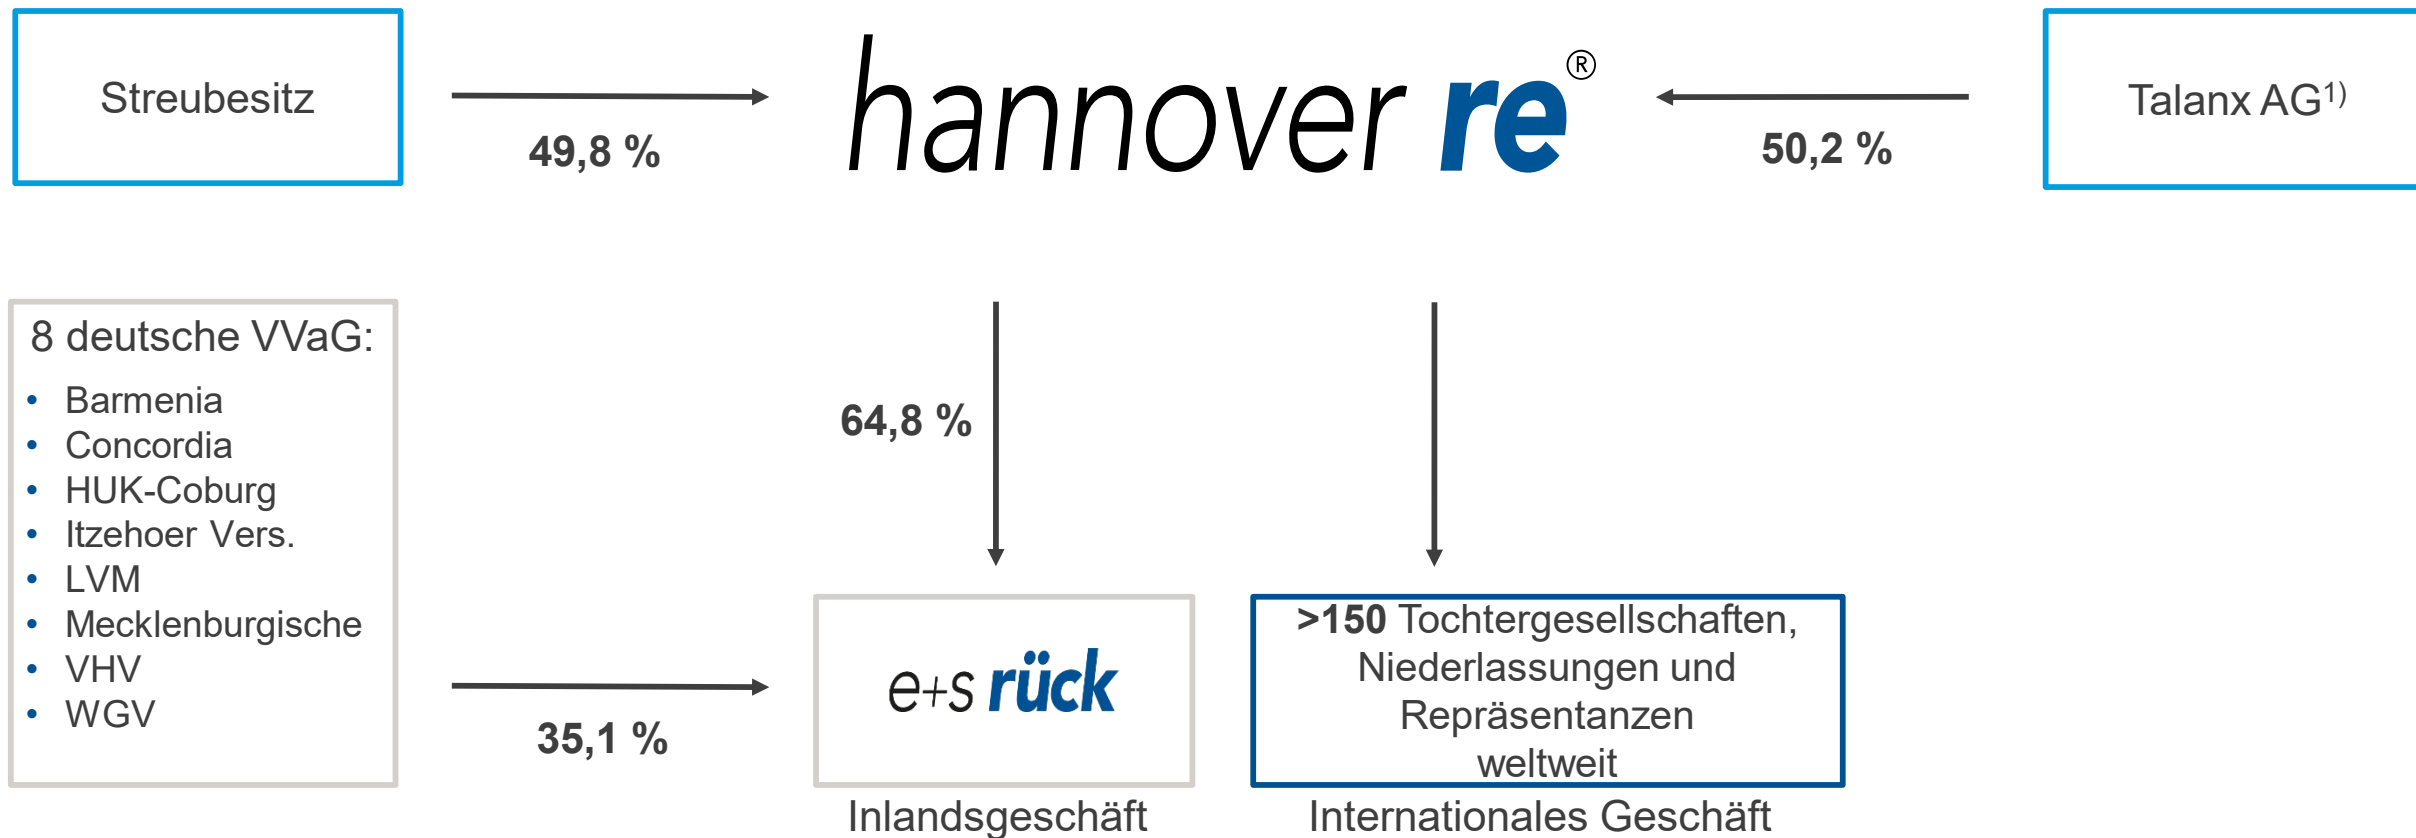 Streubesitz
49,8 %
hannover re®
50,2 %
Talanx AG¹⁾
8 deutsche VVaG:
• Barmenia
• Concordia
• HUK-Coburg
• Itzehoer Vers.
• LVM
• Mecklenburgische
• VHV
• WGV
35,1 %
64,8 %
e+s rück
Inlandsgeschäft
>150 Tochtergesellschaften,
Niederlassungen und
Repräsentanzen
weltweit
Internationales Geschäft